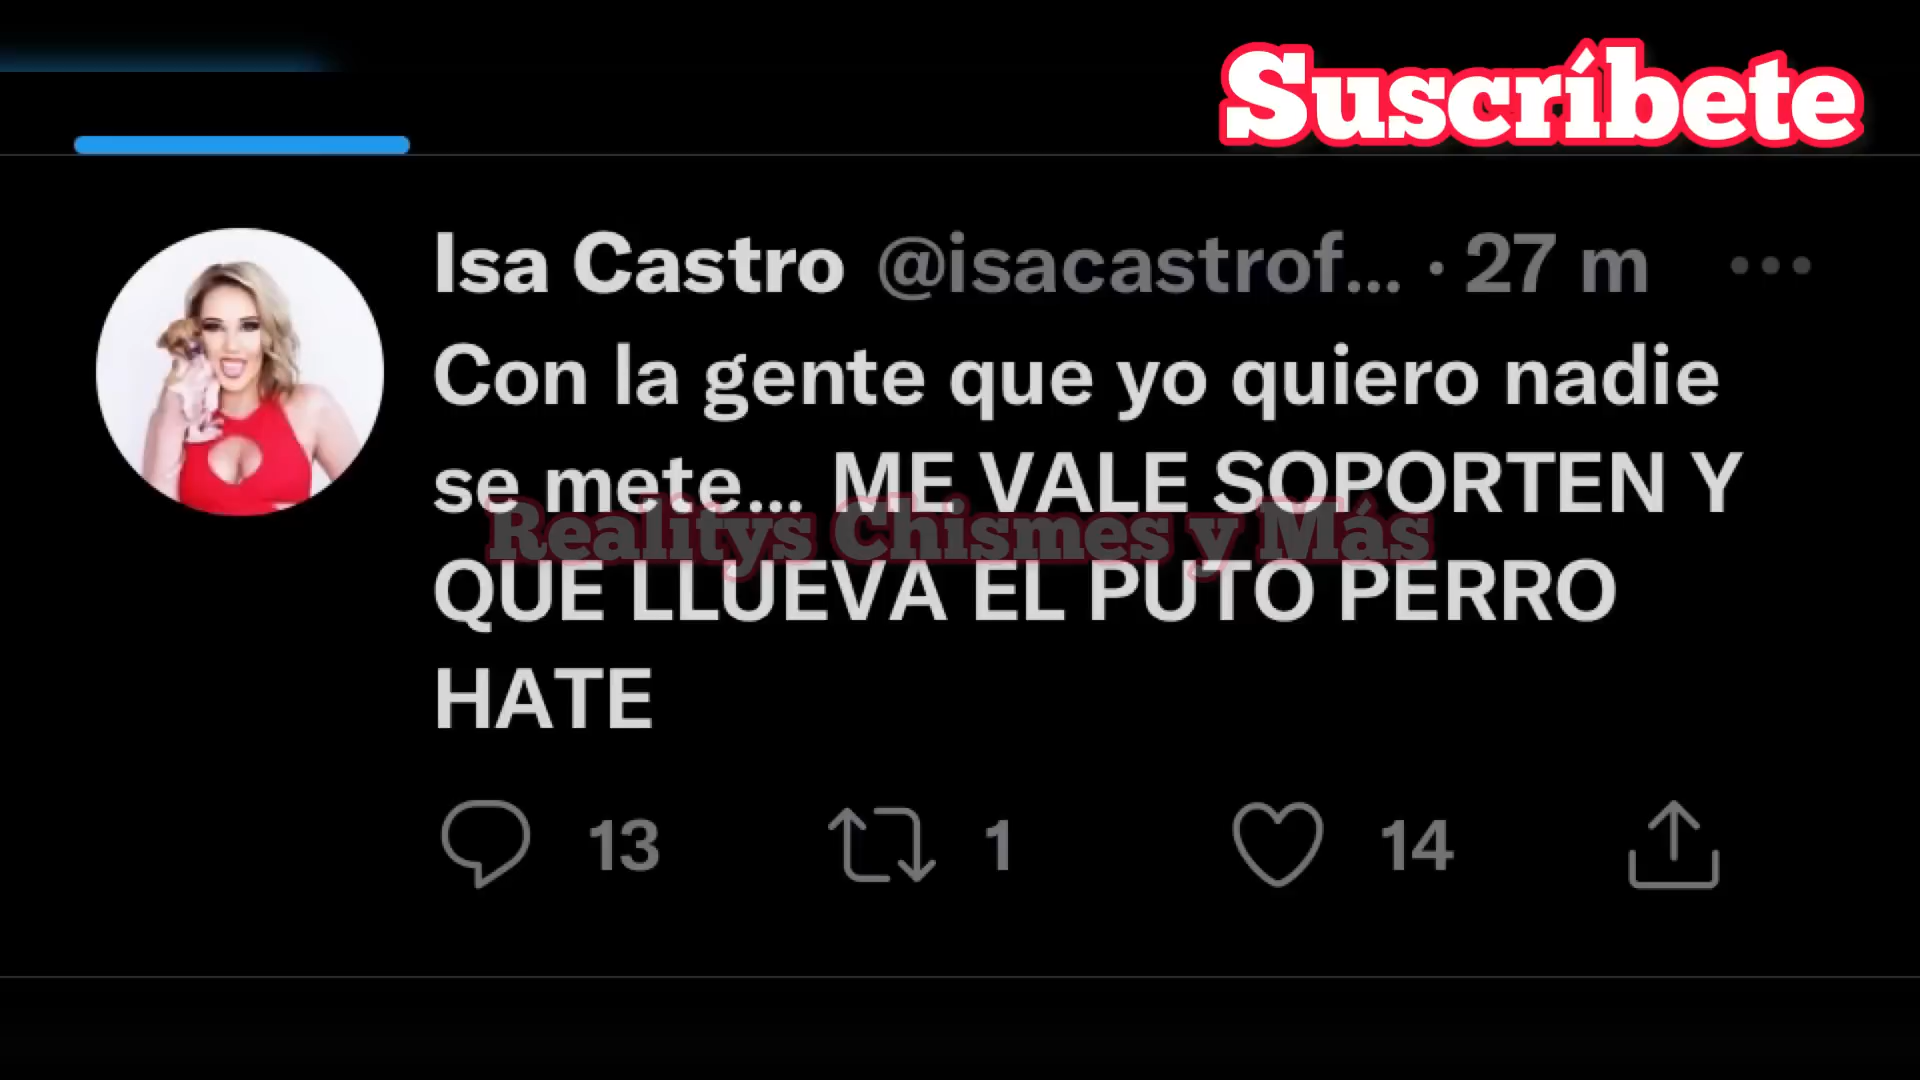 Suscríbete
Isa Castro @isacastrof... · 27 m
Con la gente que yo quiero nadie
se mete... ME VALE SOPORTEN Y
Realitys Chismes y Más
QUE LLUEVA EL PUTO PERRO
HATE
13 1 14